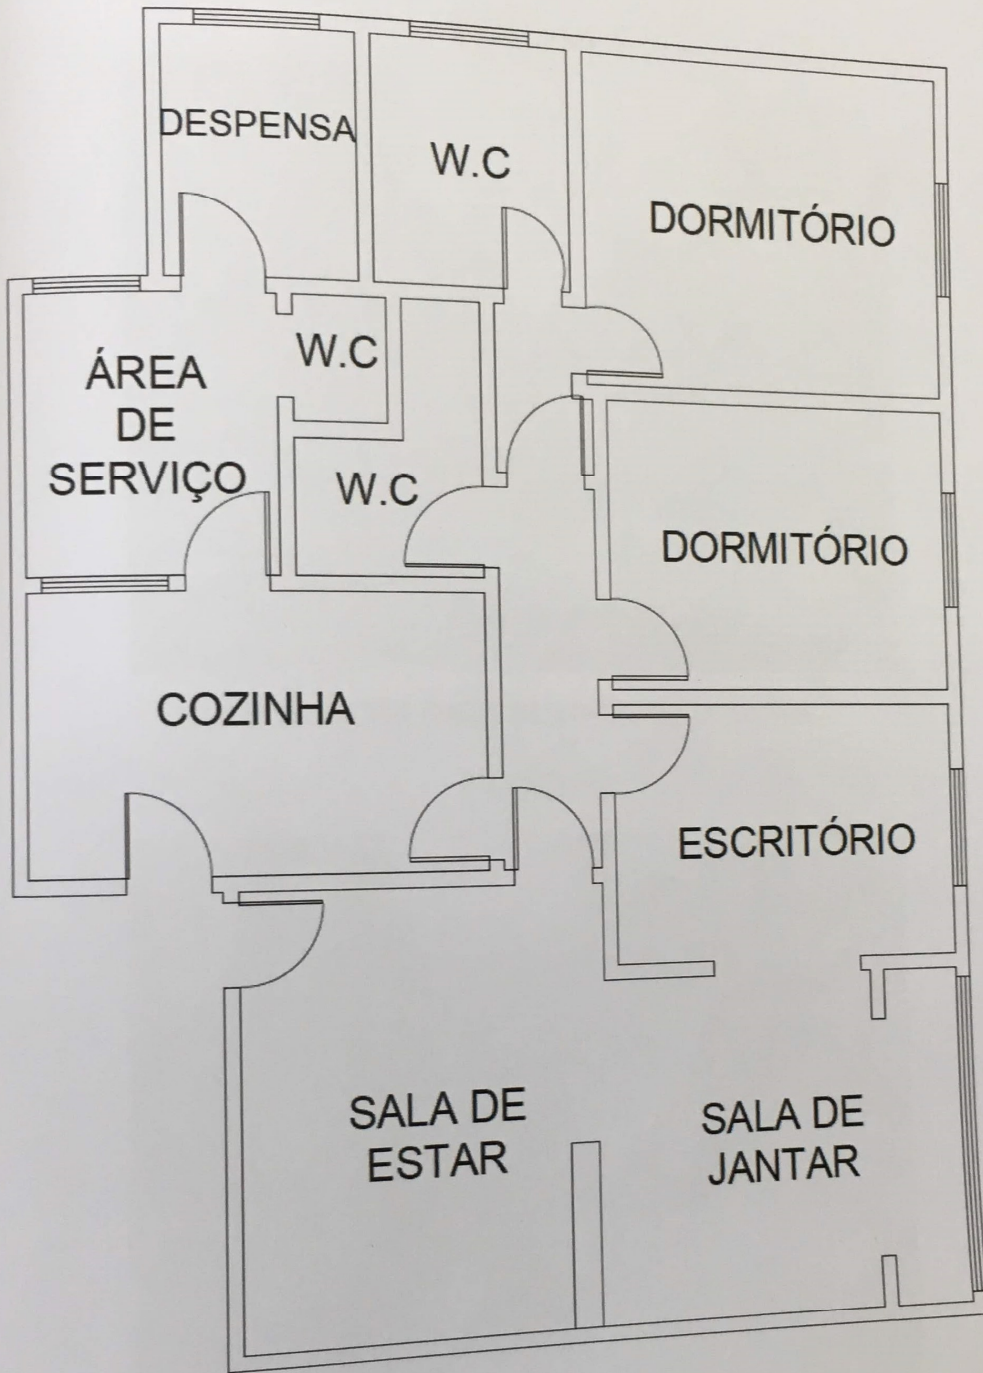 DESPENSA
W.C
DORMITÓRIO
ÁREA
DE
SERVIÇO
W.C
W.C
DORMITÓRIO
COZINHA
ESCRITÓRIO
SALA DE
ESTAR
SALA DE
JANTAR